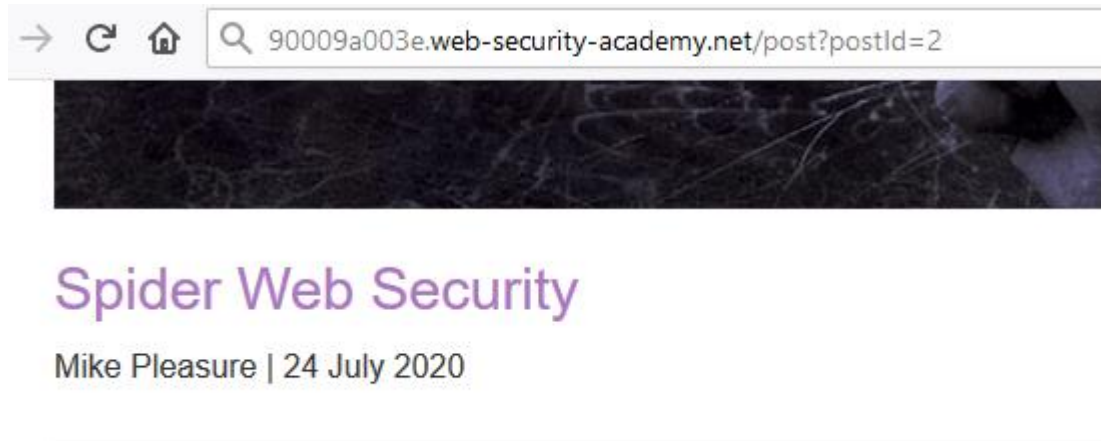 90009a003e.web-security-academy.net/post?postId=2
Spider Web Security
Mike Pleasure | 24 July 2020